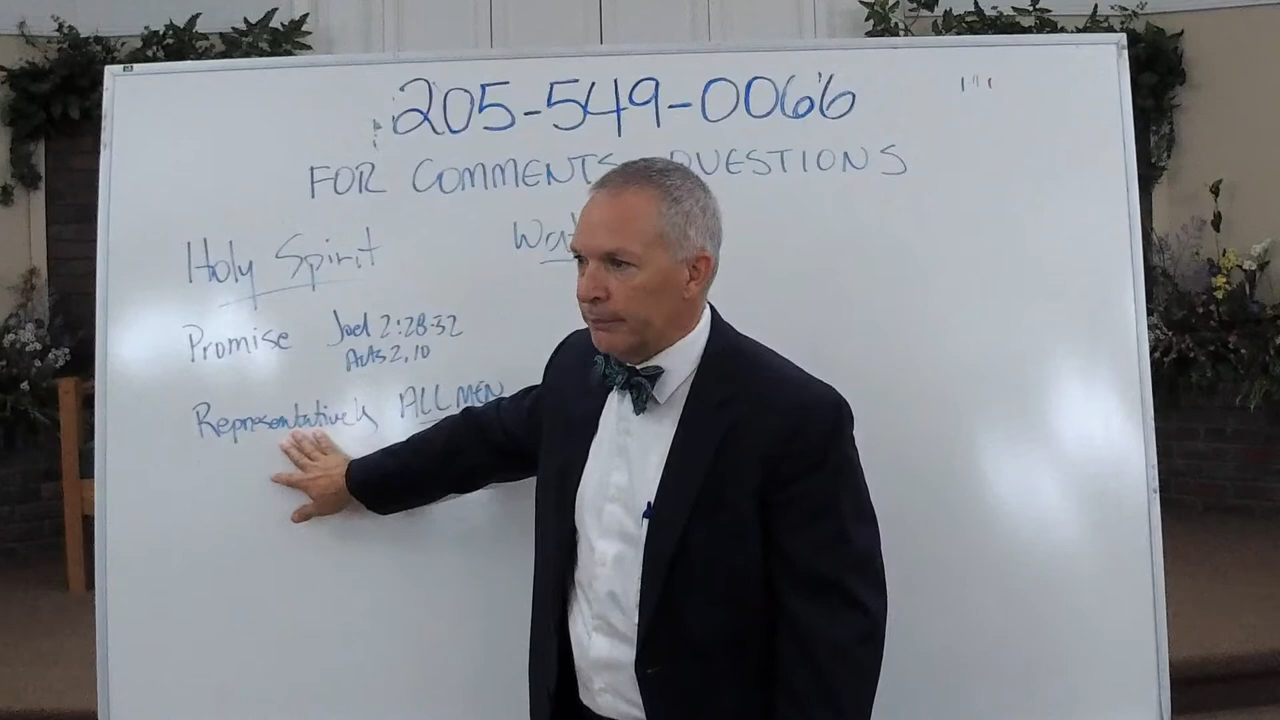 205-549-0066
FOR COMMENTS QUESTIONS
Holy Spirit
Promise Joel 2:28-32
Acts 2, 10
Representatively ALL MEN